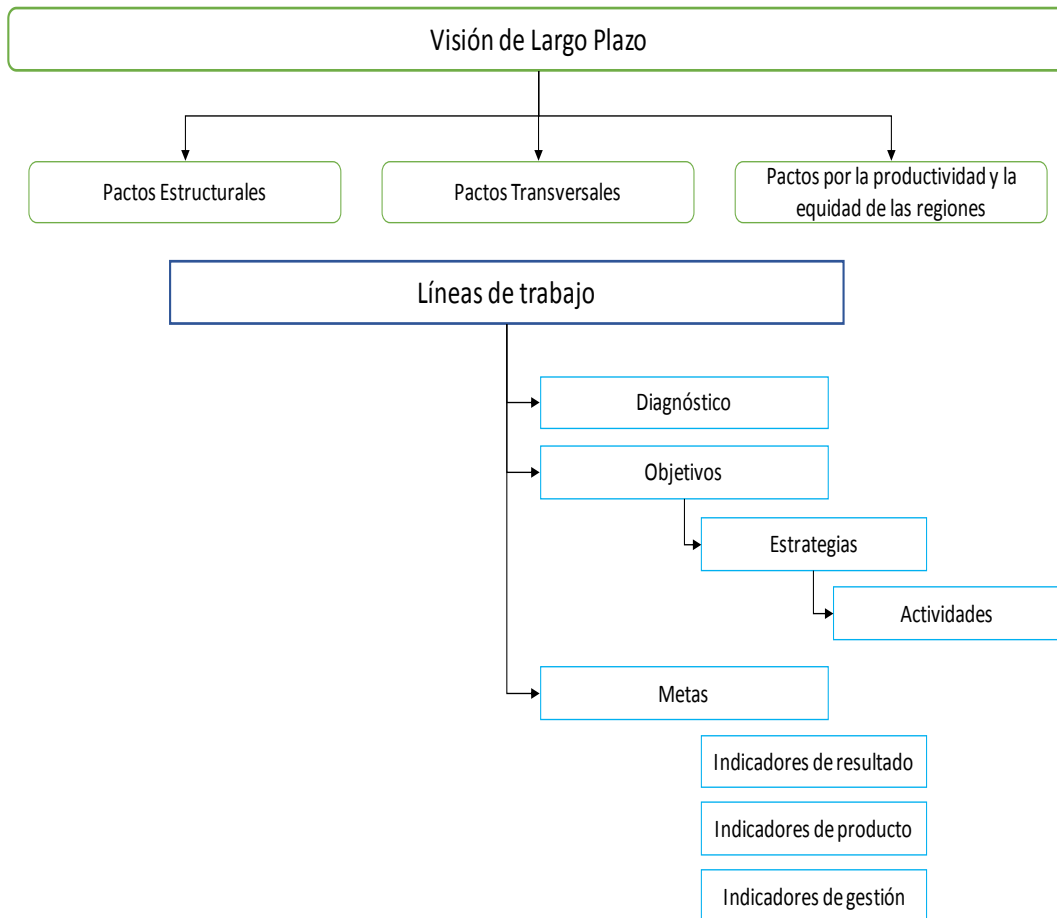 Visión de Largo Plazo
Pactos Estructurales
Pactos Transversales
Pactos por la productividad y la
equidad de las regiones
Líneas de trabajo
Diagnóstico
Objetivos
Estrategias
Actividades
Metas
Indicadores de resultado
Indicadores de producto
Indicadores de gestión